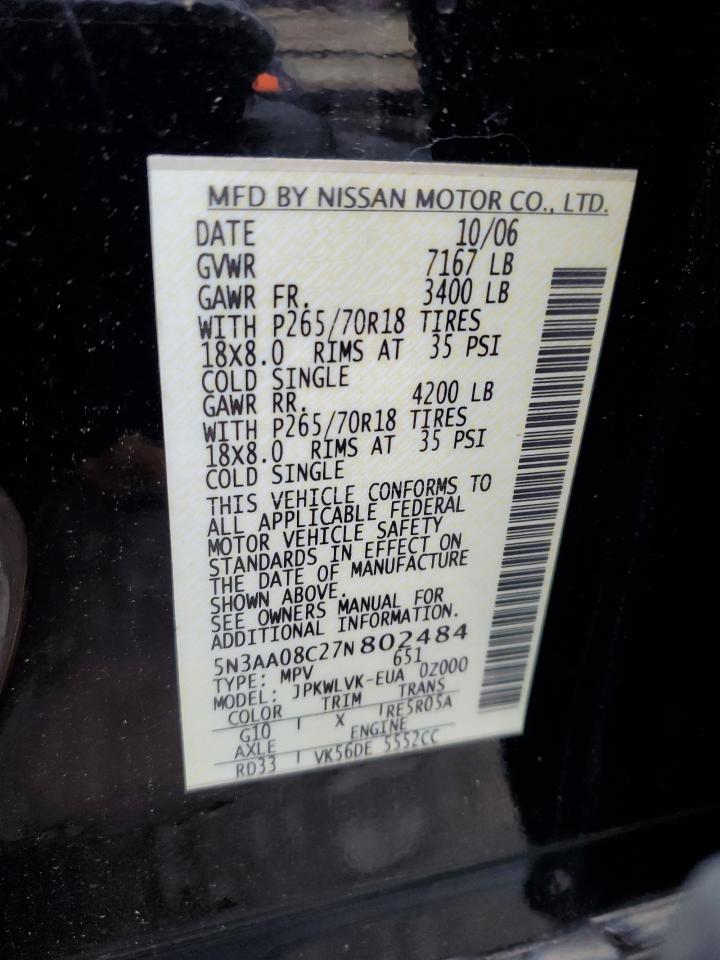 MFD BY NISSAN MOTOR CO., LTD.
DATE 10/06
GVWR 7167 LB
GAWR FR. 3400 LB
WITH P265/70R18 TIRES
18X8.0 RIMS AT 35 PSI
COLD SINGLE
GAWR RR. 4200 LB
WITH P265/70R18 TIRES
18X8.0 RIMS AT 35 PSI
COLD SINGLE
THIS VEHICLE CONFORMS TO
ALL APPLICABLE FEDERAL
MOTOR VEHICLE SAFETY
STANDARDS IN EFFECT ON
THE DATE OF MANUFACTURE
SHOWN ABOVE.
SEE OWNERS MANUAL FOR
ADDITIONAL INFORMATION.
5N3AA08C27N802484
TYPE: MPV 651
MODEL: JPKWLVK-EUA 0Z000
COLOR TRIM TRANS
G10 X RE5R05A
AXLE ENGINE
RD33 VK56DE 5552CC